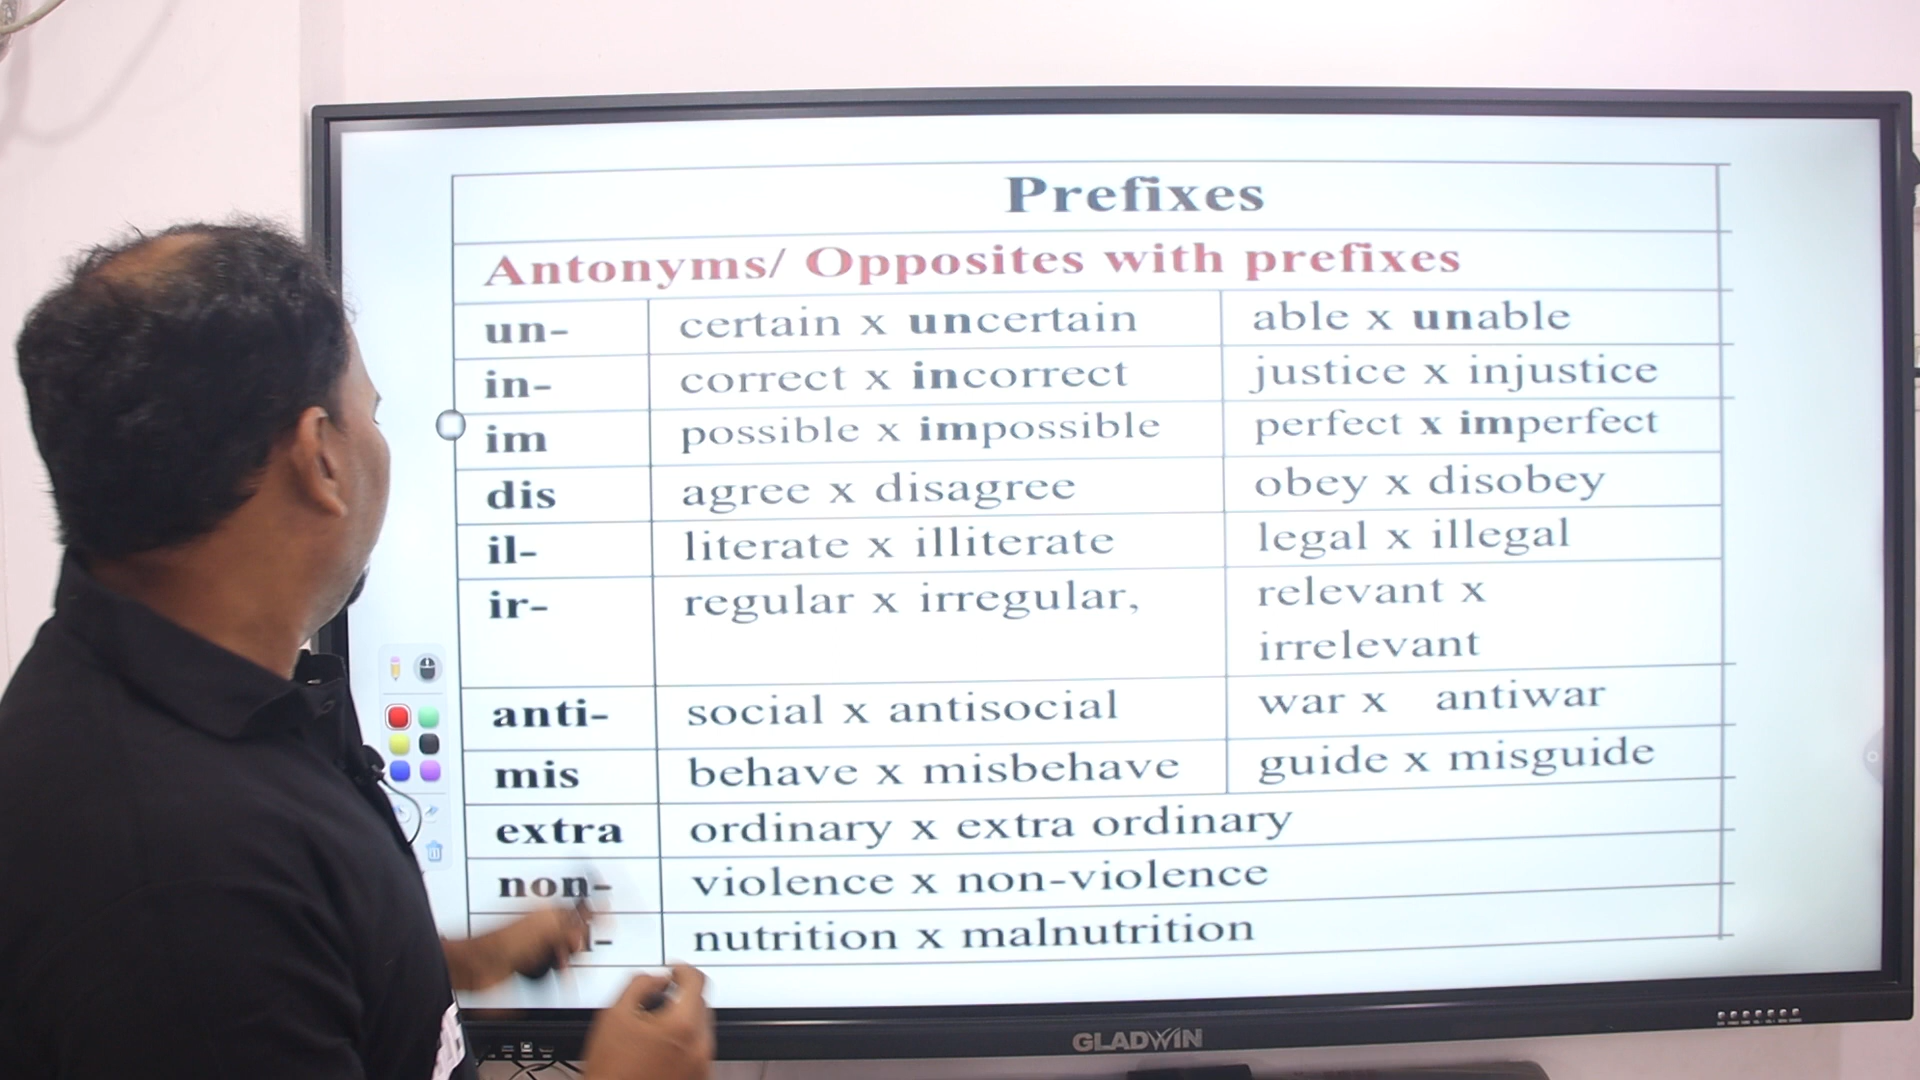 Prefixes
Antonyms/ Opposites with prefixes
un- certain x uncertain able x unable
in- correct x incorrect justice x injustice
im possible x impossible perfect x imperfect
dis agree x disagree obey x disobey
il- literate x illiterate legal x illegal
ir- regular x irregular, relevant x
irrelevant
anti- social x antisocial war x antiwar
mis behave x misbehave guide x misguide
extra ordinary x extra ordinary
non- violence x non-violence
nutrition x malnutrition
GLADWIN